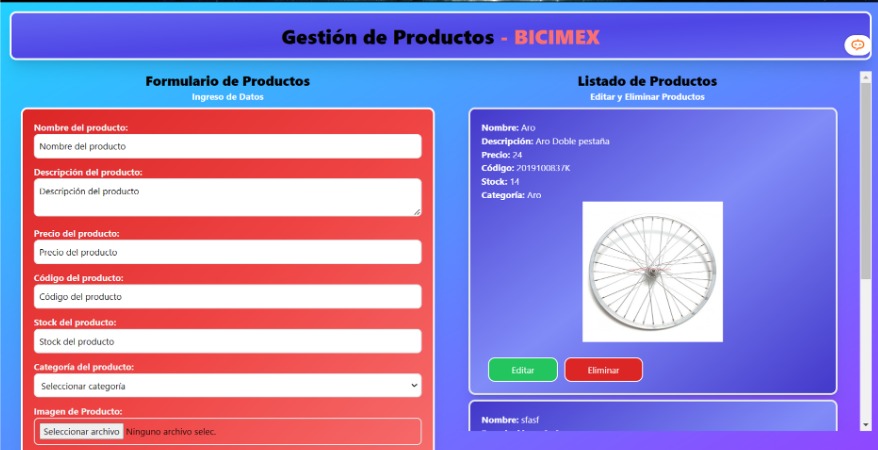 Gestión de Productos - BICIMEX
Formulario de Productos
Ingreso de Datos
Nombre del producto:
Nombre del producto
Descripción del producto:
Descripción del producto
Precio del producto:
Precio del producto
Código del producto:
Código del producto
Stock del producto:
Stock del producto
Categoría del producto:
Seleccionar categoría
Imagen de Producto:
Seleccionar archivo Ninguno archivo selec.
Listado de Productos
Editar y Eliminar Productos
Nombre: Aro
Descripción: Aro Doble pestaña
Precio: 24
Código: 2019100837K
Stock: 14
Categoría: Aro
Editar Eliminar
Nombre: sfasf